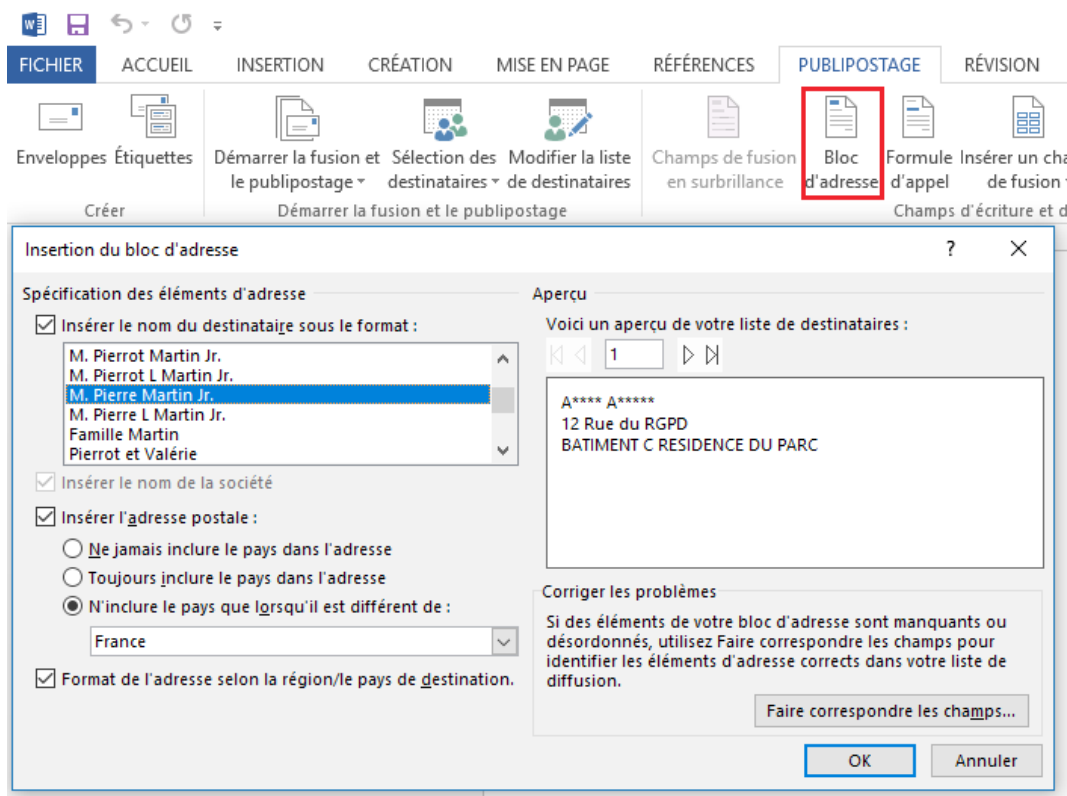 FICHIER ACCUEIL INSERTION CRÉATION MISE EN PAGE RÉFÉRENCES PUBLIPOSTAGE RÉVISION
Enveloppes Étiquettes Démarrer la fusion et Sélection des Modifier la liste Champs de fusion Bloc Formule Insérer un cha
le publipostage destinataires de destinataires en surbrillance d'adresse d'appel de fusion
Créer Démarrer la fusion et le publipostage Champs d'écriture et d
Insertion du bloc d'adresse ?
Spécification des éléments d'adresse
Insérer le nom du destinataire sous le format :
M. Pierrot Martin Jr.
M. Pierrot L Martin Jr.
M. Pierre Martin Jr.
M. Pierre L Martin Jr.
Famille Martin
Pierrot et Valérie
Insérer le nom de la société
Insérer l'adresse postale :
Ne jamais inclure le pays dans l'adresse
Toujours inclure le pays dans l'adresse
N'inclure le pays que lorsqu'il est différent de :
France
Format de l'adresse selon la région/le pays de destination.
Aperçu
Voici un aperçu de votre liste de destinataires :
1
A**** A*****
12 Rue du RGPD
BATIMENT C RESIDENCE DU PARC
Corriger les problèmes
Si des éléments de votre bloc d'adresse sont manquants ou
désordonnés, utilisez Faire correspondre les champs pour
identifier les éléments d'adresse corrects dans votre liste de
diffusion.
Faire correspondre les champs...
OK Annuler